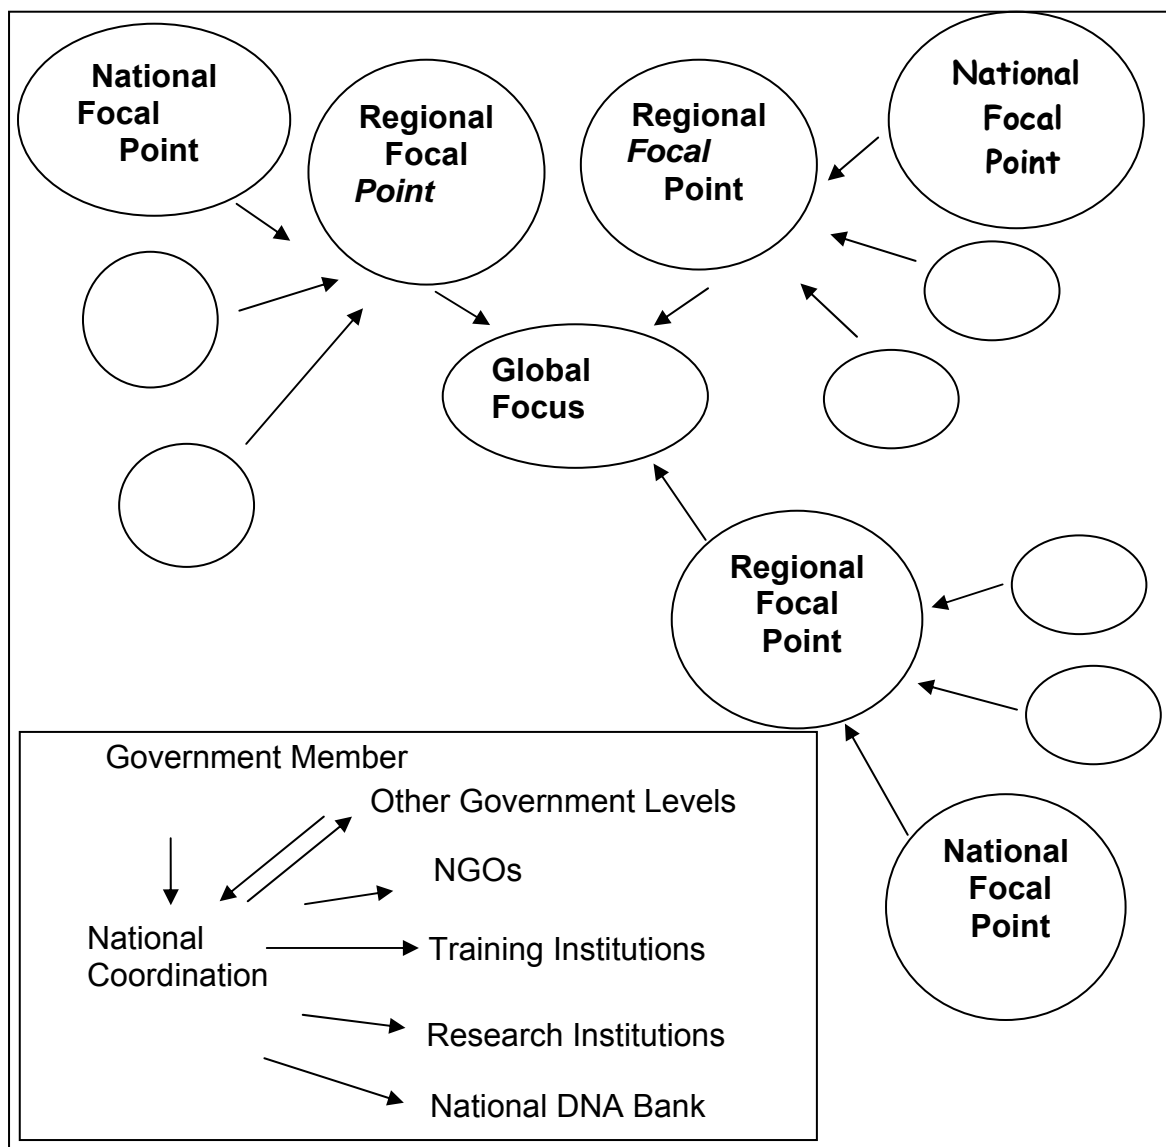 National
Focal
Point
Regional
Focal
Point
Regional
Focal
Point
National
Focal
Point
Global
Focus
Regional
Focal
Point
National
Focal
Point
Government Member
Other Government Levels
NGOs
National
Coordination
Training Institutions
Research Institutions
National DNA Bank